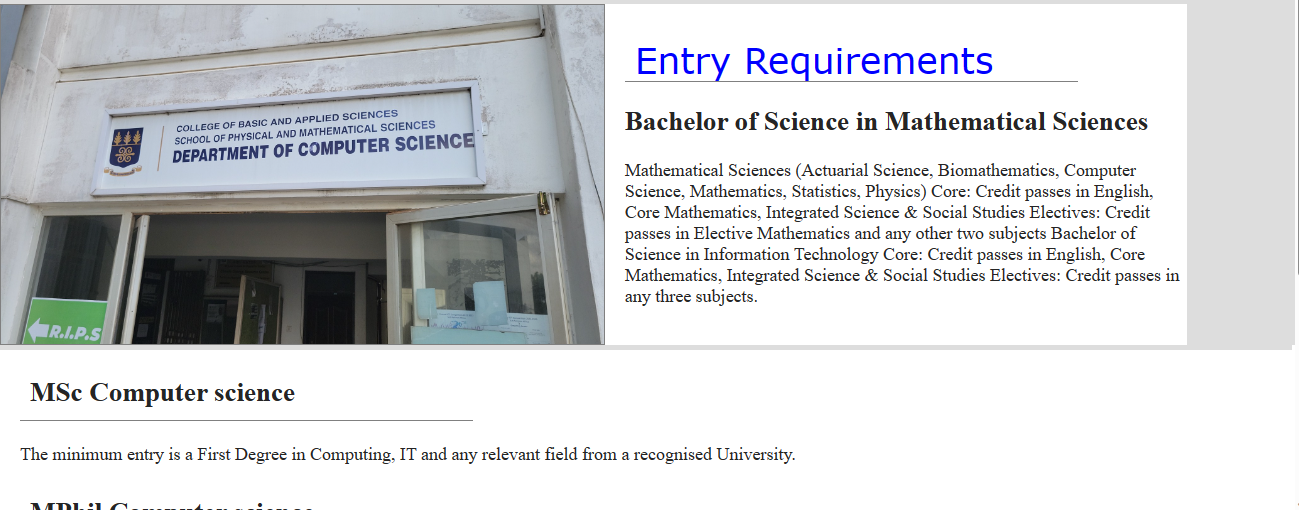 COLLEGE OF BASIC AND APPLIED SCIENCES
SCHOOL OF PHYSICAL AND MATHEMATICAL SCIENCES
DEPARTMENT OF COMPUTER SCIENCE
R.I.P.S
Entry Requirements
Bachelor of Science in Mathematical Sciences
Mathematical Sciences (Actuarial Science, Biomathematics, Computer
Science, Mathematics, Statistics, Physics) Core: Credit passes in English,
Core Mathematics, Integrated Science & Social Studies Electives: Credit
passes in Elective Mathematics and any other two subjects Bachelor of
Science in Information Technology Core: Credit passes in English, Core
Mathematics, Integrated Science & Social Studies Electives: Credit passes in
any three subjects.
MSc Computer science
The minimum entry is a First Degree in Computing, IT and any relevant field from a recognised University.
MPhil Computer science